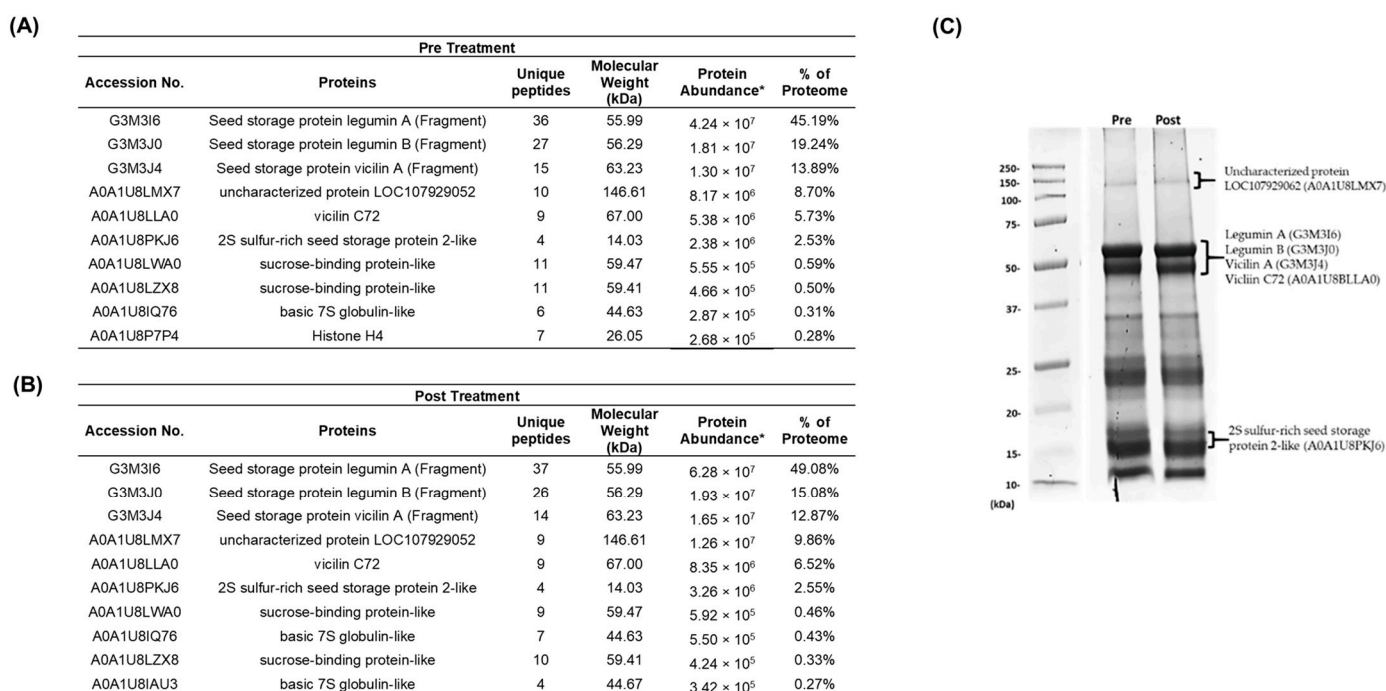 (A)
Pre Treatment
Accession No. Proteins Unique peptides Molecular Weight (kDa) Protein Abundance* % of Proteome
G3M3I6 Seed storage protein legumin A (Fragment) 36 55.99 4.24 × 10⁷ 45.19%
G3M3J0 Seed storage protein legumin B (Fragment) 27 56.29 1.81 × 10⁷ 19.24%
G3M3J4 Seed storage protein vicilin A (Fragment) 15 63.23 1.30 × 10⁷ 13.89%
A0A1U8LMX7 uncharacterized protein LOC107929052 10 146.61 8.17 × 10⁶ 8.70%
A0A1U8LLA0 vicilin C72 9 67.00 5.38 × 10⁶ 5.73%
A0A1U8PKJ6 2S sulfur-rich seed storage protein 2-like 4 14.03 2.38 × 10⁶ 2.53%
A0A1U8LWA0 sucrose-binding protein-like 11 59.47 5.55 × 10⁵ 0.59%
A0A1U8LZX8 sucrose-binding protein-like 11 59.41 4.66 × 10⁵ 0.50%
A0A1U8IQ76 basic 7S globulin-like 6 44.63 2.87 × 10⁵ 0.31%
A0A1U8P7P4 Histone H4 7 26.05 2.68 × 10⁵ 0.28%
(B)
Post Treatment
Accession No. Proteins Unique peptides Molecular Weight (kDa) Protein Abundance* % of Proteome
G3M3I6 Seed storage protein legumin A (Fragment) 37 55.99 6.28 × 10⁷ 49.08%
G3M3J0 Seed storage protein legumin B (Fragment) 26 56.29 1.93 × 10⁷ 15.08%
G3M3J4 Seed storage protein vicilin A (Fragment) 14 63.23 1.65 × 10⁷ 12.87%
A0A1U8LMX7 uncharacterized protein LOC107929052 9 146.61 1.26 × 10⁷ 9.86%
A0A1U8LLA0 vicilin C72 9 67.00 8.35 × 10⁶ 6.52%
A0A1U8PKJ6 2S sulfur-rich seed storage protein 2-like 4 14.03 3.26 × 10⁶ 2.55%
A0A1U8LWA0 sucrose-binding protein-like 9 59.47 5.92 × 10⁵ 0.46%
A0A1U8IQ76 basic 7S globulin-like 7 44.63 5.50 × 10⁵ 0.43%
A0A1U8LZX8 sucrose-binding protein-like 10 59.41 4.24 × 10⁵ 0.33%
A0A1U8IAU3 basic 7S globulin-like 4 44.67 3.42 × 10⁵ 0.27%
(C)
Pre Post
250-
150-
100-
75-
50-
37-
25-
20-
15-
10-
(kDa)
Uncharacterized protein
LOC107929062 (A0A1U8LMX7)
Legumin A (G3M3I6)
Legumin B (G3M3J0)
Vicilin A (G3M3J4)
Viciliin C72 (A0A1U8BLLA0)
2S sulfur-rich seed storage
protein 2-like (A0A1U8PKJ6)